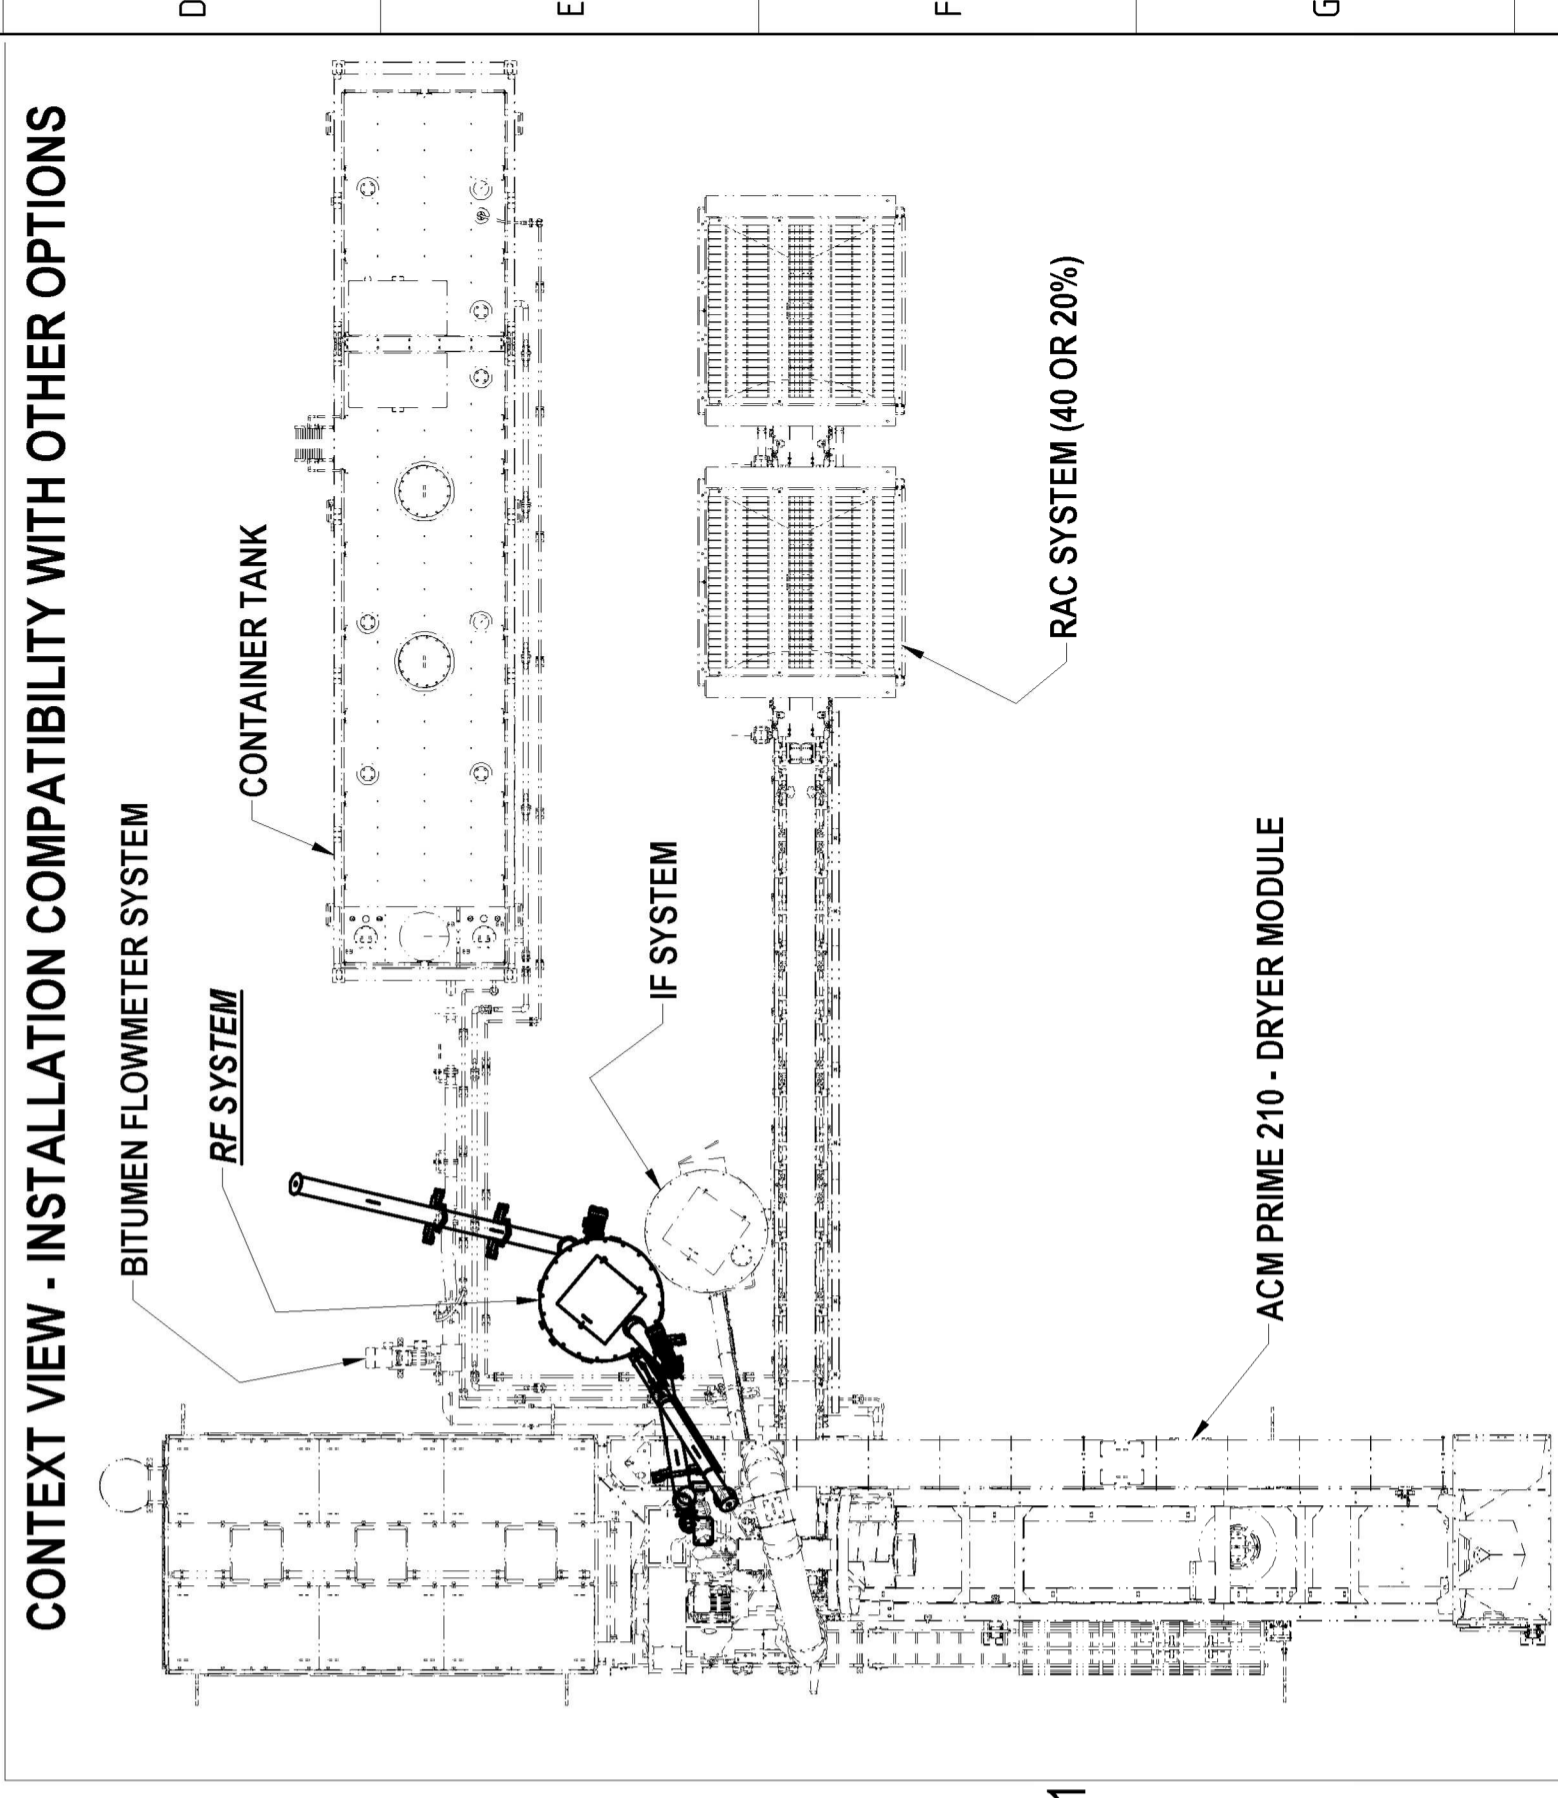 D
E
F
G
CONTEXT VIEW - INSTALLATION COMPATIBILITY WITH OTHER OPTIONS
BITUMEN FLOWMETER SYSTEM
RF SYSTEM
CONTAINER TANK
IF SYSTEM
RAC SYSTEM (40 OR 20%)
ACM PRIME 210 - DRYER MODULE
1